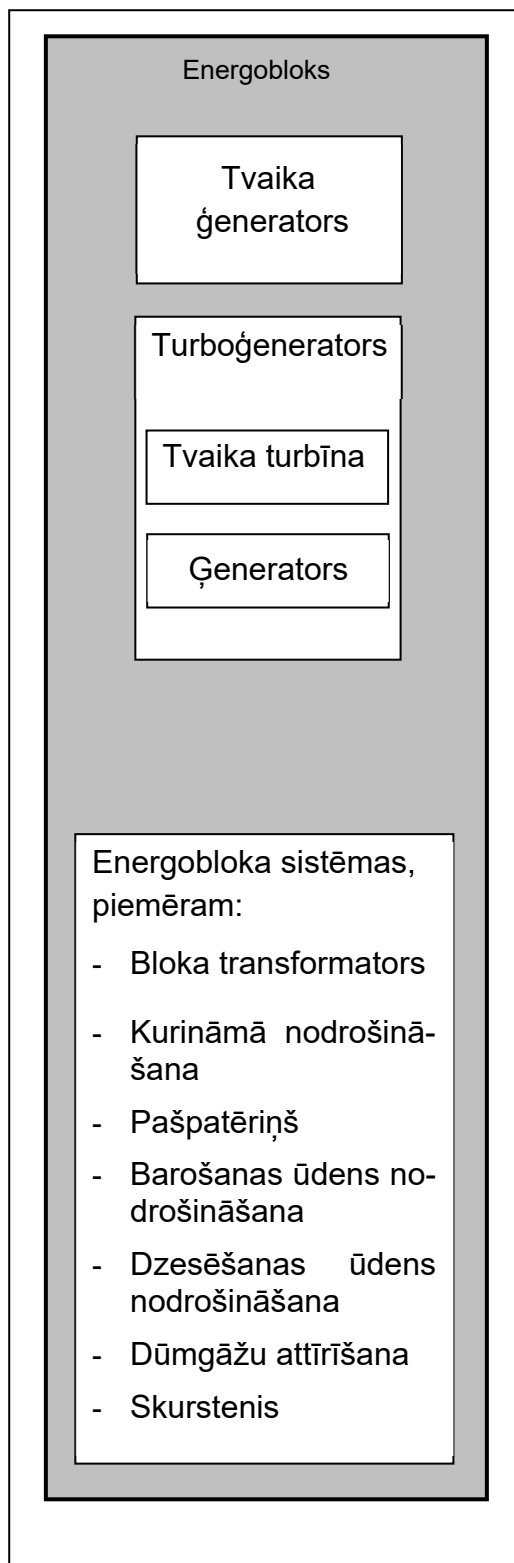 Energobloks
Tvaika
ģenerators
Turboģenerators
Tvaika turbīna
Ģenerators
Energobloka sistēmas,
piemēram:
- Bloka transformators
- Kurināmā nodrošinā-
šana
- Pašpatēriņš
- Barošanas ūdens no-
drošināšana
- Dzesēšanas ūdens
nodrošināšana
- Dūmgāžu attīrīšana
- Skurstenis